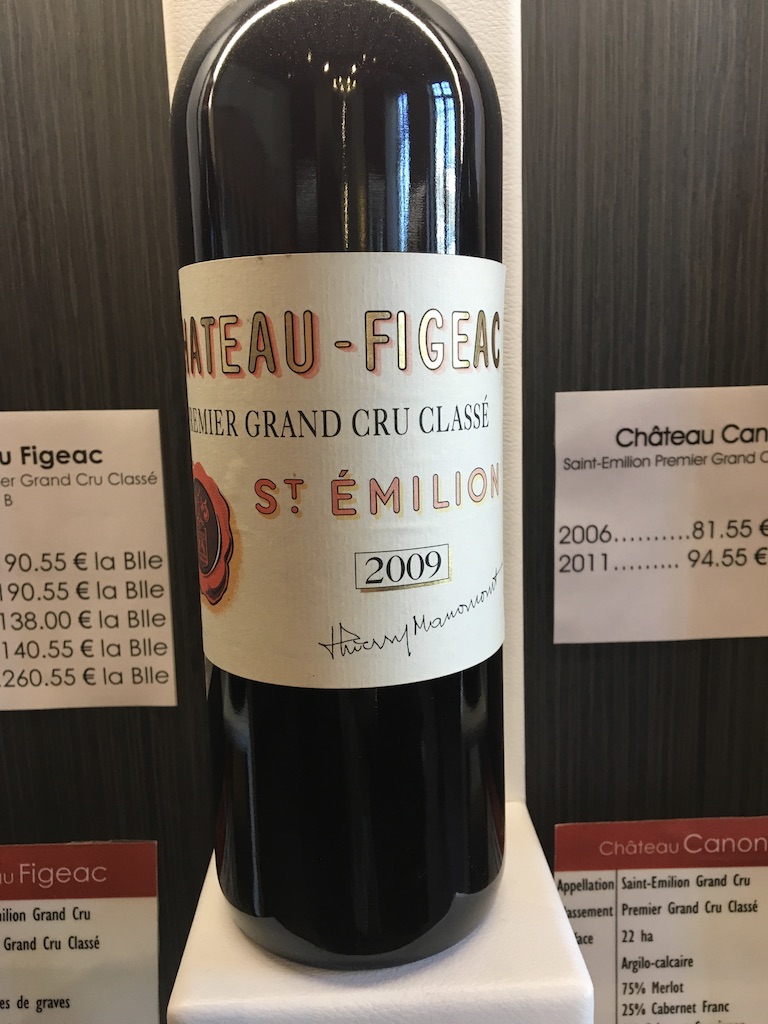 HATEAU - FIGEAC
PREMIER GRAND CRU CLASSÉ
ST ÉMILION
2009
Thierry Manoncourt
u Figeac
er Grand Cru Classé
B
90.55 € la Blle
190.55 € la Blle
138.00 € la Blle
140.55 € la Blle
260.55 € la Blle
Château Can
Saint-Emilion Premier Grand C
2006..........81.55 €
2011......... 94.55 €
u Figeac
ilion Grand Cru
Grand Cru Classé
es de graves
Château Canon
Appellation Saint-Emilion Grand Cru
assement Premier Grand Cru Classé
face 22 ha
Argilo-calcaire
75% Merlot
25% Cabernet Franc